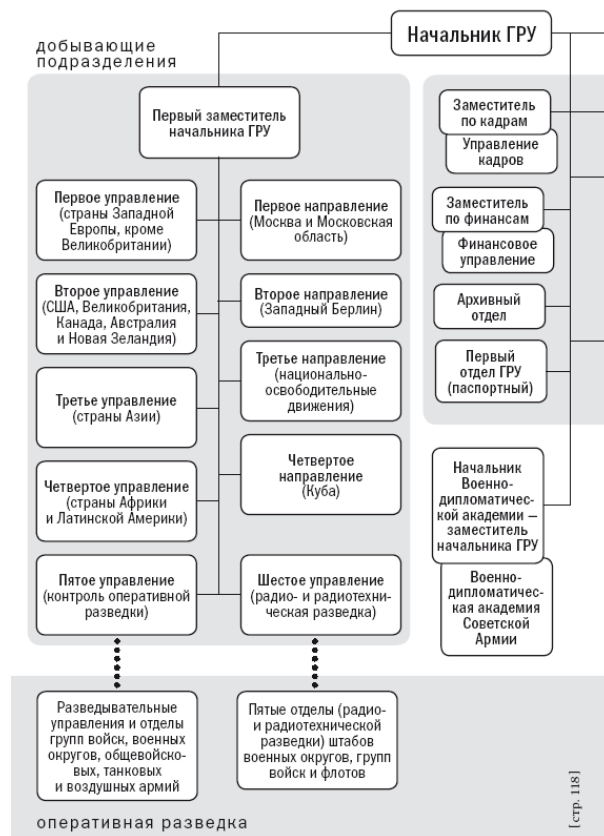 Начальник ГРУ
добывающие
подразделения
Первый заместитель
начальника ГРУ
Первое управление
(страны Западной
Европы, кроме
Великобритании)
Первое направление
(Москва и Московская
область)
Второе управление
(США, Великобритания,
Канада, Австралия
и Новая Зеландия)
Второе направление
(Западный Берлин)
Третье управление
(страны Азии)
Третье направление
(национально-
освободительные
движения)
Четвертое управление
(страны Африки
и Латинской Америки)
Четвертое
направление
(Куба)
Пятое управление
(контроль оперативной
разведки)
Шестое управление
(радио- и радиотехни-
ческая разведка)
Заместитель
по кадрам
Управление
кадров
Заместитель
по финансам
Финансовое
управление
Архивный
отдел
Первый
отдел ГРУ
(паспортный)
Начальник
Военно-
дипломатичес-
кой академии –
заместитель
начальника ГРУ
Военно-
дипломатичес-
кая академия
Советской
Армии
Разведывательные
управления и отделы
групп войск, военных
округов, общевойско-
вых, танковых
и воздушных армий
Пятые отделы (радио-
и радиотехнической
разведки) штабов
военных округов, групп
войск и флотов
оперативная разведка
[стр. 118]